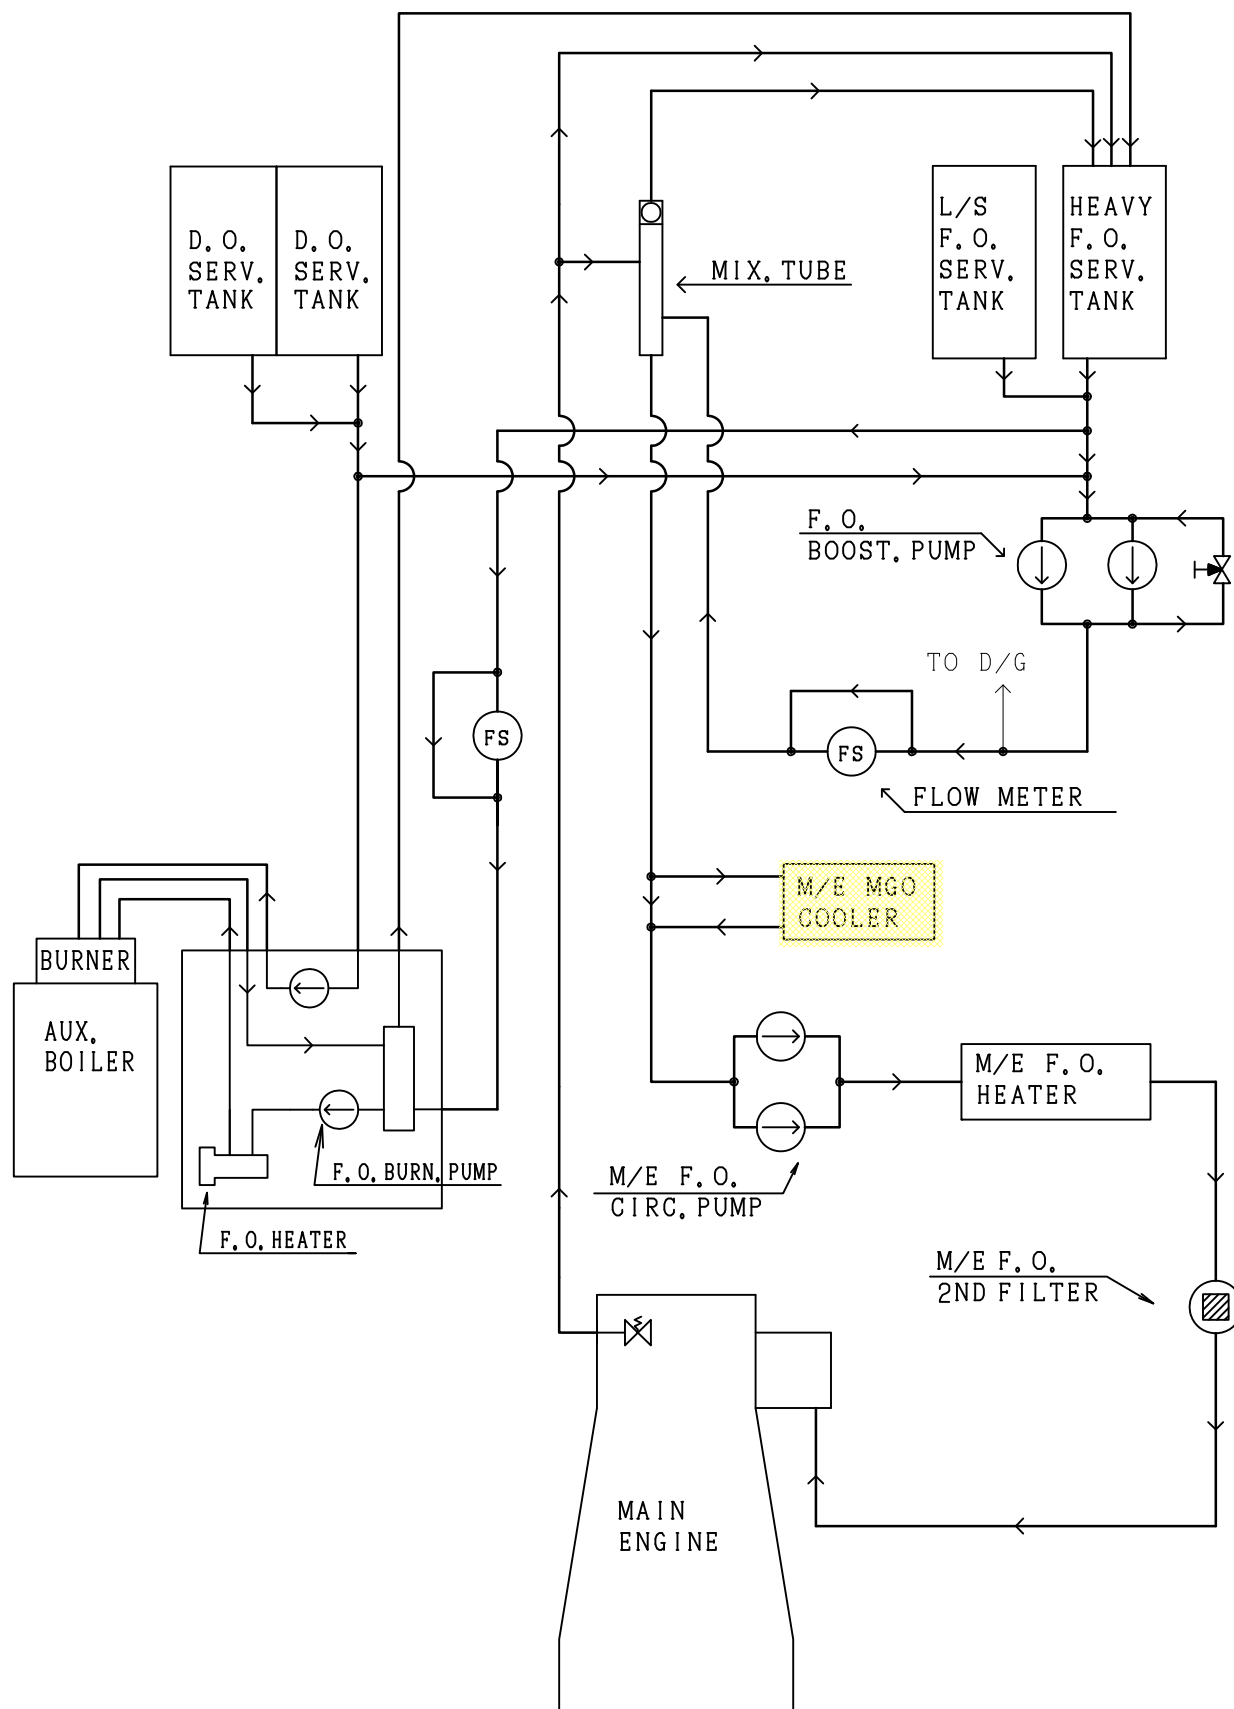 D.O.
SERV.
TANK
D.O.
SERV.
TANK
MIX. TUBE
L/S
F.O.
SERV.
TANK
HEAVY
F.O.
SERV.
TANK
F.O.
BOOST. PUMP
TO D/G
FS
FS
FLOW METER
M/E MGO
COOLER
BURNER
AUX.
BOILER
F.O. BURN. PUMP
F.O. HEATER
M/E F.O.
CIRC. PUMP
M/E F.O.
HEATER
M/E F.O.
2ND FILTER
MAIN
ENGINE